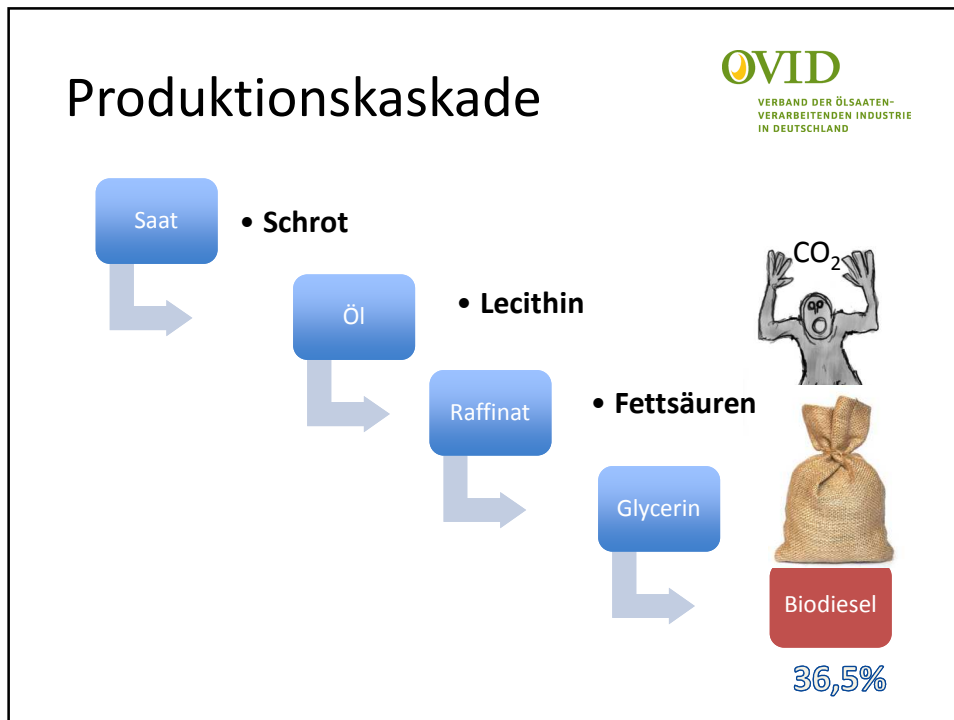 Produktionskaskade
OVID
VERBAND DER ÖLSAATEN-
VERARBEITENDEN INDUSTRIE
IN DEUTSCHLAND
Saat
• Schrot
CO₂
Öl
• Lecithin
Raffinat
• Fettsäuren
Glycerin
Biodiesel
36,5%